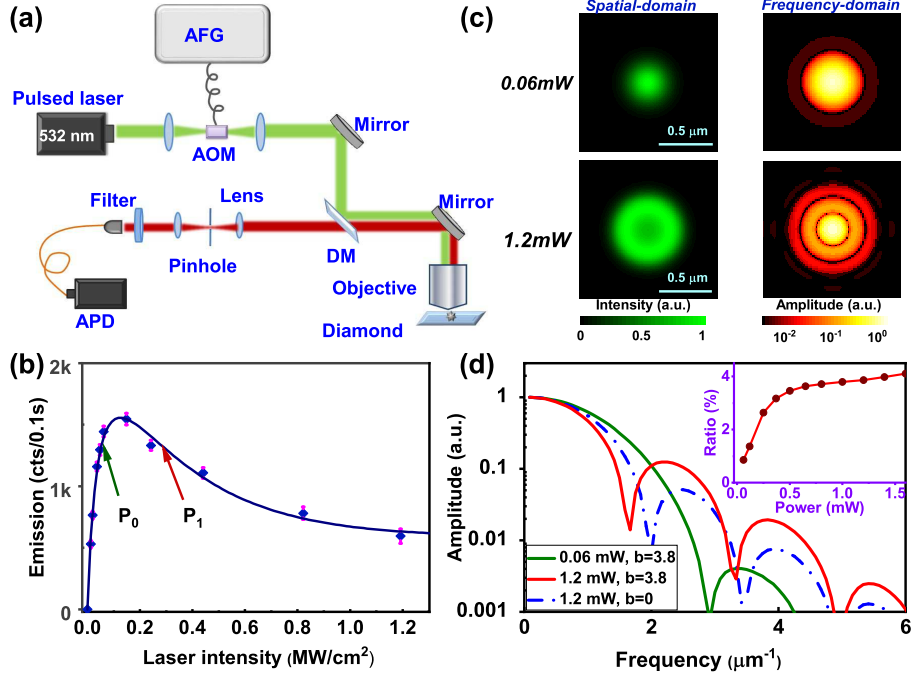 (a)
AFG
Pulsed laser
532 nm
AOM
Mirror
Mirror
Filter
Lens
Pinhole
DM
APD
Objective
Diamond
(c)
Spatial-domain
Frequency-domain
0.06mW
0.5 μm
1.2mW
0.5 μm
Intensity (a.u.)
0 0.5 1
Amplitude (a.u.)
10⁻² 10⁻¹ 10⁰
(b)
Emission (cts/0.1s)
2k
1k
0
P₀
P₁
0.0 0.2 0.4 0.6 0.8 1.0 1.2
Laser intensity (MW/cm²)
(d)
Amplitude (a.u.)
1
0.1
0.01
0.001
0.06 mW, b=3.8
1.2 mW, b=3.8
1.2 mW, b=0
Ratio (%)
4
2
0
0.0 0.5 1.0 1.5
Power (mW)
0 2 4 6
Frequency (μm⁻¹)